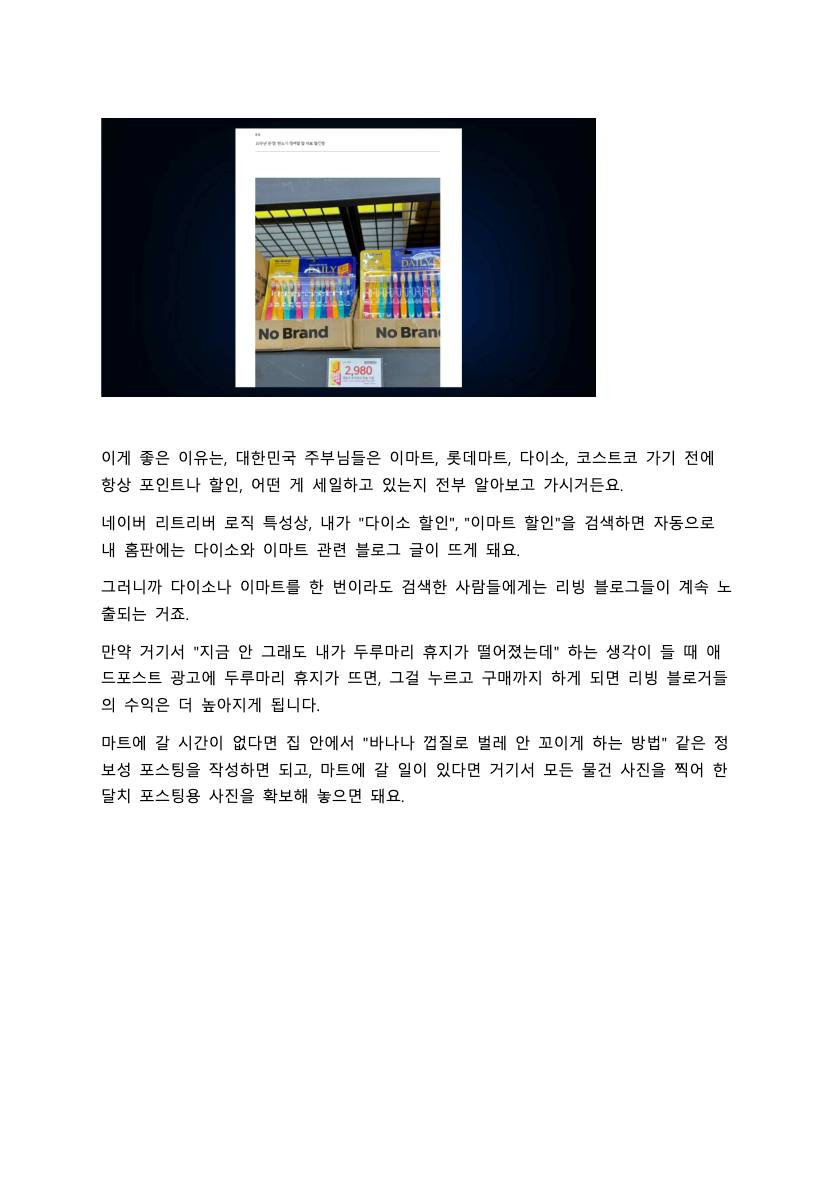 No Brand
DAILY
DAILY
No Brand
No Bran
2,980
이게 좋은 이유는, 대한민국 주부님들은 이마트, 롯데마트, 다이소, 코스트코 가기 전에
항상 포인트나 할인, 어떤 게 세일하고 있는지 전부 알아보고 가시거든요.
네이버 리트리버 로직 특성상, 내가 "다이소 할인", "이마트 할인"을 검색하면 자동으로
내 홈판에는 다이소와 이마트 관련 블로그 글이 뜨게 돼요.
그러니까 다이소나 이마트를 한 번이라도 검색한 사람들에게는 리빙 블로그들이 계속 노
출되는 거죠.
만약 거기서 "지금 안 그래도 내가 두루마리 휴지가 떨어졌는데" 하는 생각이 들 때 애
드포스트 광고에 두루마리 휴지가 뜨면, 그걸 누르고 구매까지 하게 되면 리빙 블로거들
의 수익은 더 높아지게 됩니다.
마트에 갈 시간이 없다면 집 안에서 "바나나 껍질로 벌레 안 꼬이게 하는 방법" 같은 정
보성 포스팅을 작성하면 되고, 마트에 갈 일이 있다면 거기서 모든 물건 사진을 찍어 한
달치 포스팅용 사진을 확보해 놓으면 돼요.